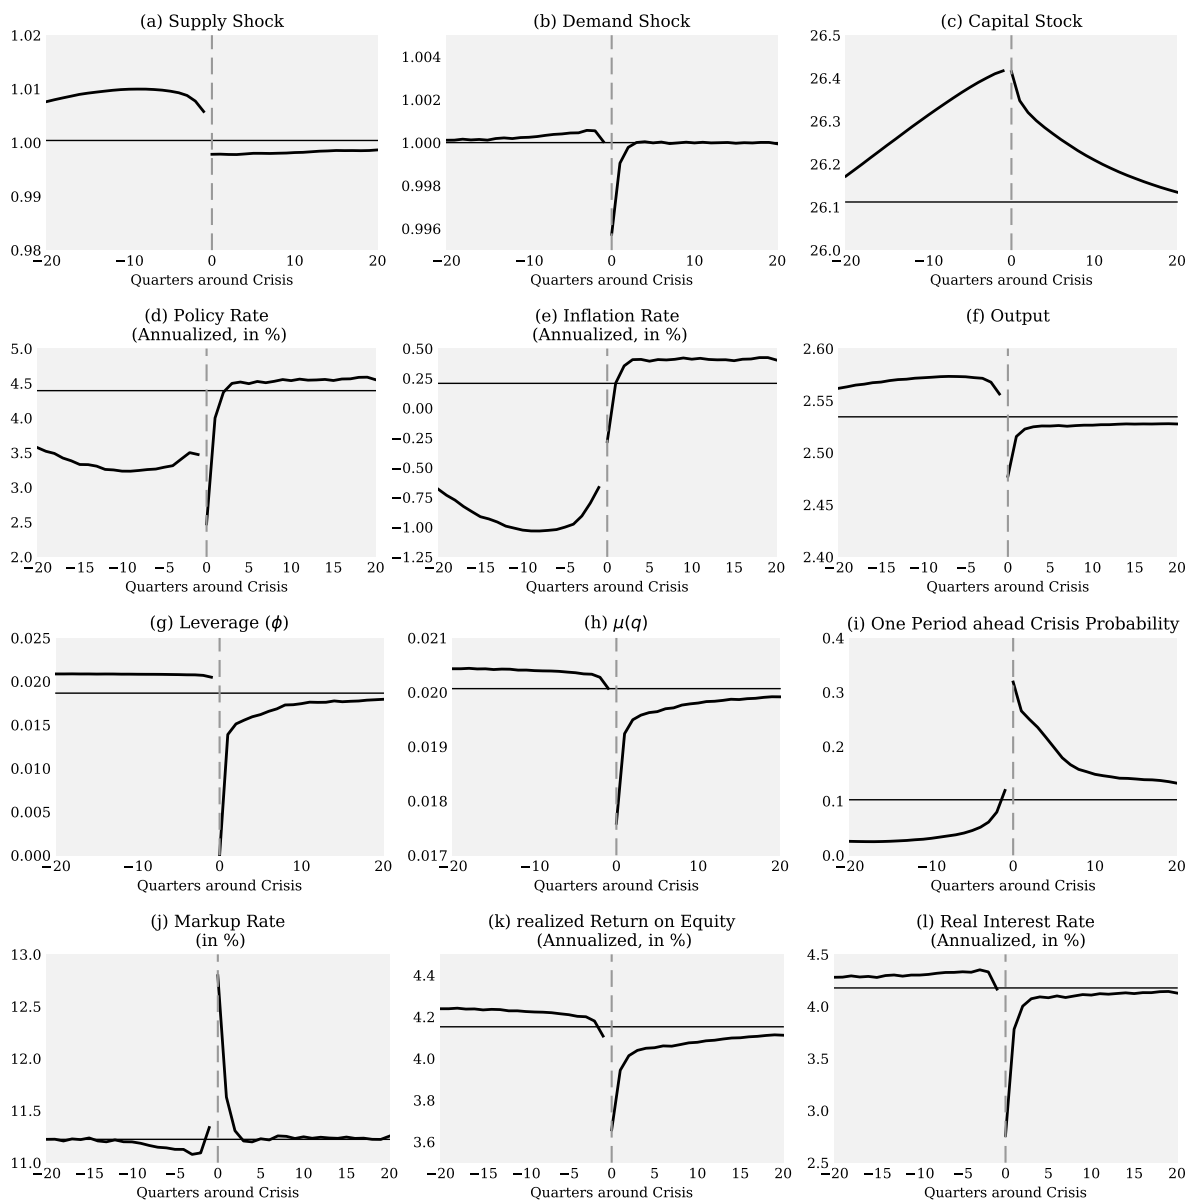 (a) Supply Shock
1.02
1.01
1.00
0.99
0.98
−20 −10 0 10 20
Quarters around Crisis
(b) Demand Shock
1.004
1.002
1.000
0.998
0.996
−20 −10 0 10 20
Quarters around Crisis
(c) Capital Stock
26.5
26.4
26.3
26.2
26.1
26.0
−20 −10 0 10 20
Quarters around Crisis
(d) Policy Rate
(Annualized, in %)
5.0
4.5
4.0
3.5
3.0
2.5
2.0
−20 −15 −10 −5 0 5 10 15 20
Quarters around Crisis
(e) Inflation Rate
(Annualized, in %)
0.50
0.25
0.00
−0.25
−0.50
−0.75
−1.00
−1.25
−20 −15 −10 −5 0 5 10 15 20
Quarters around Crisis
(f) Output
2.60
2.55
2.50
2.45
2.40
−20 −15 −10 −5 0 5 10 15 20
Quarters around Crisis
(g) Leverage (ϕ)
0.025
0.020
0.015
0.010
0.005
0.000
−20 −10 0 10 20
Quarters around Crisis
(h) μ(q)
0.021
0.020
0.019
0.018
0.017
−20 −10 0 10 20
Quarters around Crisis
(i) One Period ahead Crisis Probability
0.4
0.3
0.2
0.1
0.0
−20 −10 0 10 20
Quarters around Crisis
(j) Markup Rate
(in %)
13.0
12.5
12.0
11.5
11.0
−20 −15 −10 −5 0 5 10 15 20
Quarters around Crisis
(k) realized Return on Equity
(Annualized, in %)
4.4
4.2
4.0
3.8
3.6
−20 −15 −10 −5 0 5 10 15 20
Quarters around Crisis
(l) Real Interest Rate
(Annualized, in %)
4.5
4.0
3.5
3.0
2.5
−20 −15 −10 −5 0 5 10 15 20
Quarters around Crisis